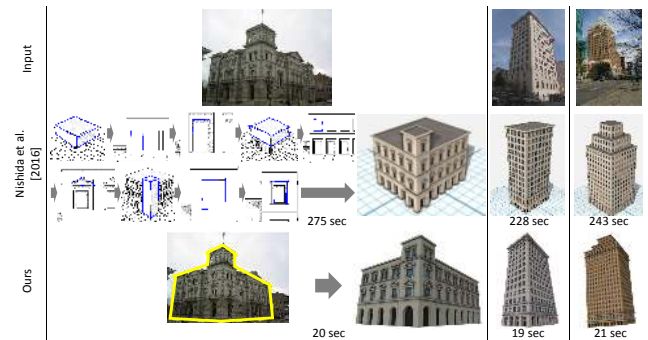 Input
Nishida et al.
[2016]
275 sec
228 sec
243 sec
Ours
20 sec
19 sec
21 sec